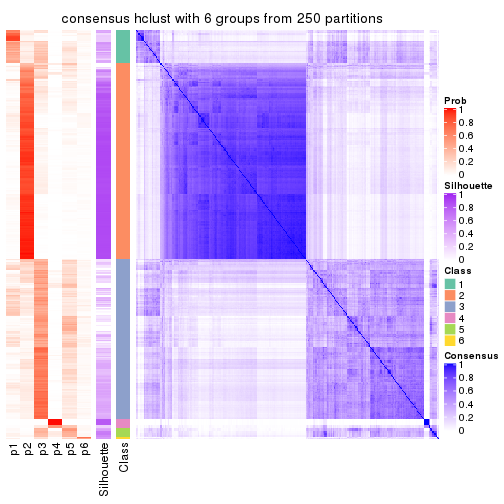 consensus hclust with 6 groups from 250 partitions
Prob
1
0.8
0.6
0.4
0.2
0
Silhouette
1
0.8
0.6
0.4
0.2
0
Class
1
2
3
4
5
6
Consensus
1
0.8
0.6
0.4
0.2
0
p1
p2
p3
p4
p5
p6
Silhouette
Class